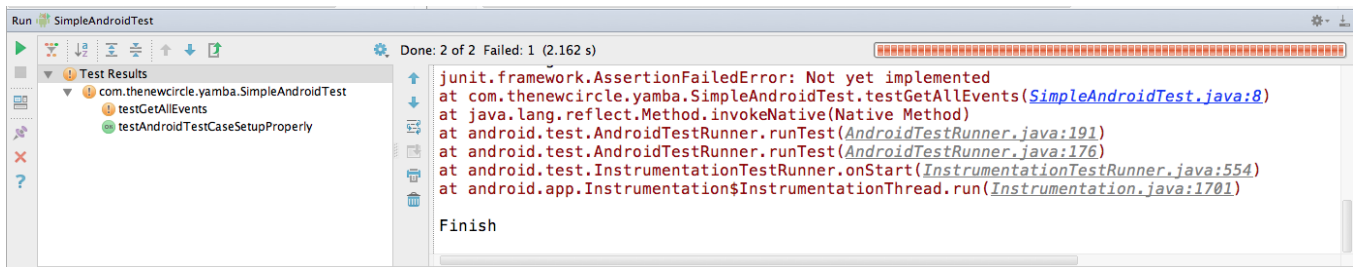 Run SimpleAndroidTest
Done: 2 of 2 Failed: 1 (2.162 s)
Test Results
com.thenewcircle.yamba.SimpleAndroidTest
testGetAllEvents
testAndroidTestCaseSetupProperly
junit.framework.AssertionFailedError: Not yet implemented
at com.thenewcircle.yamba.SimpleAndroidTest.testGetAllEvents(SimpleAndroidTest.java:8)
at java.lang.reflect.Method.invokeNative(Native Method)
at android.test.AndroidTestRunner.runTest(AndroidTestRunner.java:191)
at android.test.AndroidTestRunner.runTest(AndroidTestRunner.java:176)
at android.test.InstrumentationTestRunner.onStart(InstrumentationTestRunner.java:554)
at android.app.Instrumentation$InstrumentationThread.run(Instrumentation.java:1701)
Finish